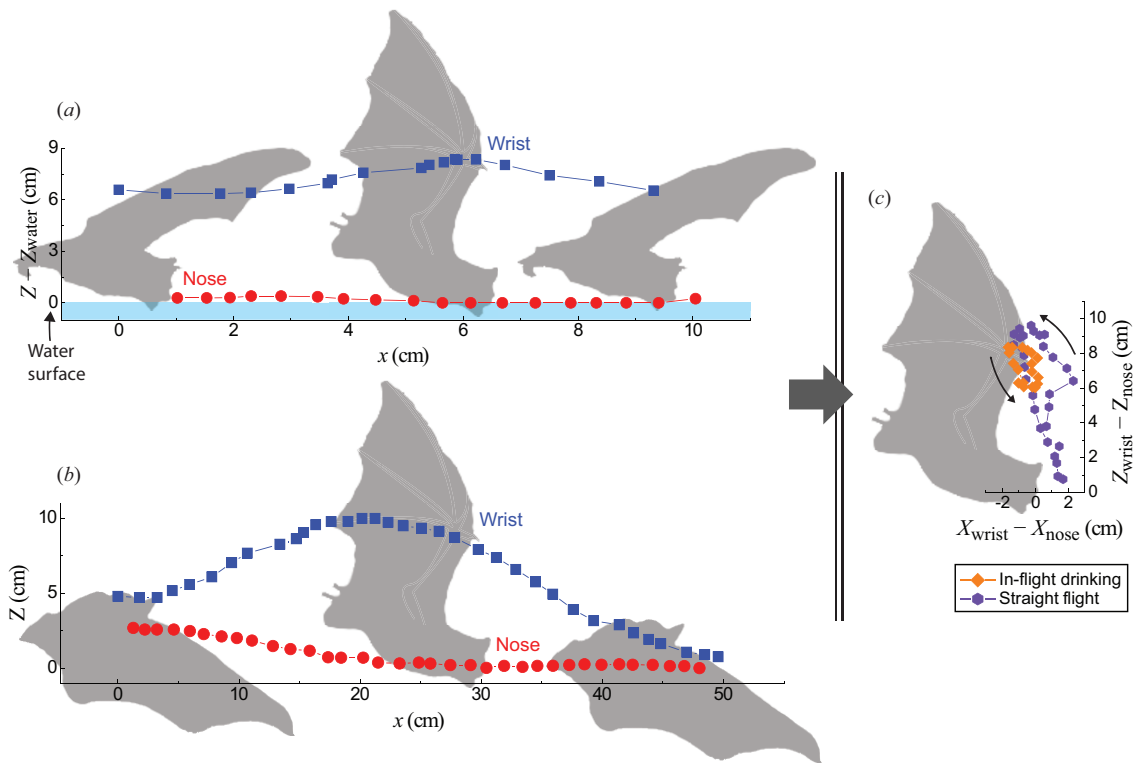 (a)
9
6
3
0
Z – Zwater (cm)
Wrist
Nose
0 2 4 6 8 10
x (cm)
Water
surface
(b)
10
5
0
Z (cm)
Wrist
Nose
0 10 20 30 40 50
x (cm)
(c)
10
8
6
4
2
0
Zwrist – Znose (cm)
-2 0 2
Xwrist – Xnose (cm)
In-flight drinking
Straight flight